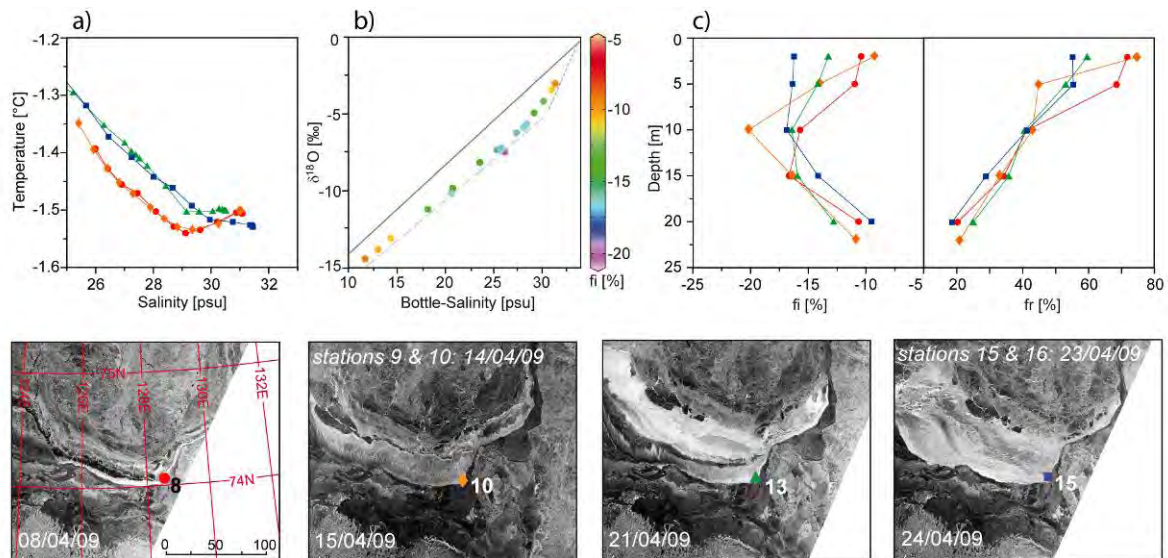 a)
-1.2
-1.3
-1.4
-1.5
-1.6
Temperature [°C]
26
28
30
32
Salinity [psu]
b)
0
-5
-10
-15
δ¹⁸O [‰]
10
15
20
25
30
Bottle-Salinity [psu]
-5
-10
-15
-20
fi [%]
c)
0
5
10
15
20
25
Depth [m]
-25
-20
-15
-10
-5
fi [%]
20
40
60
80
fr [%]
75N
126E
128E
130E
132E
74N
8
08/04/09
0
50
100
stations 9 & 10: 14/04/09
10
15/04/09
13
21/04/09
stations 15 & 16: 23/04/09
15
24/04/09